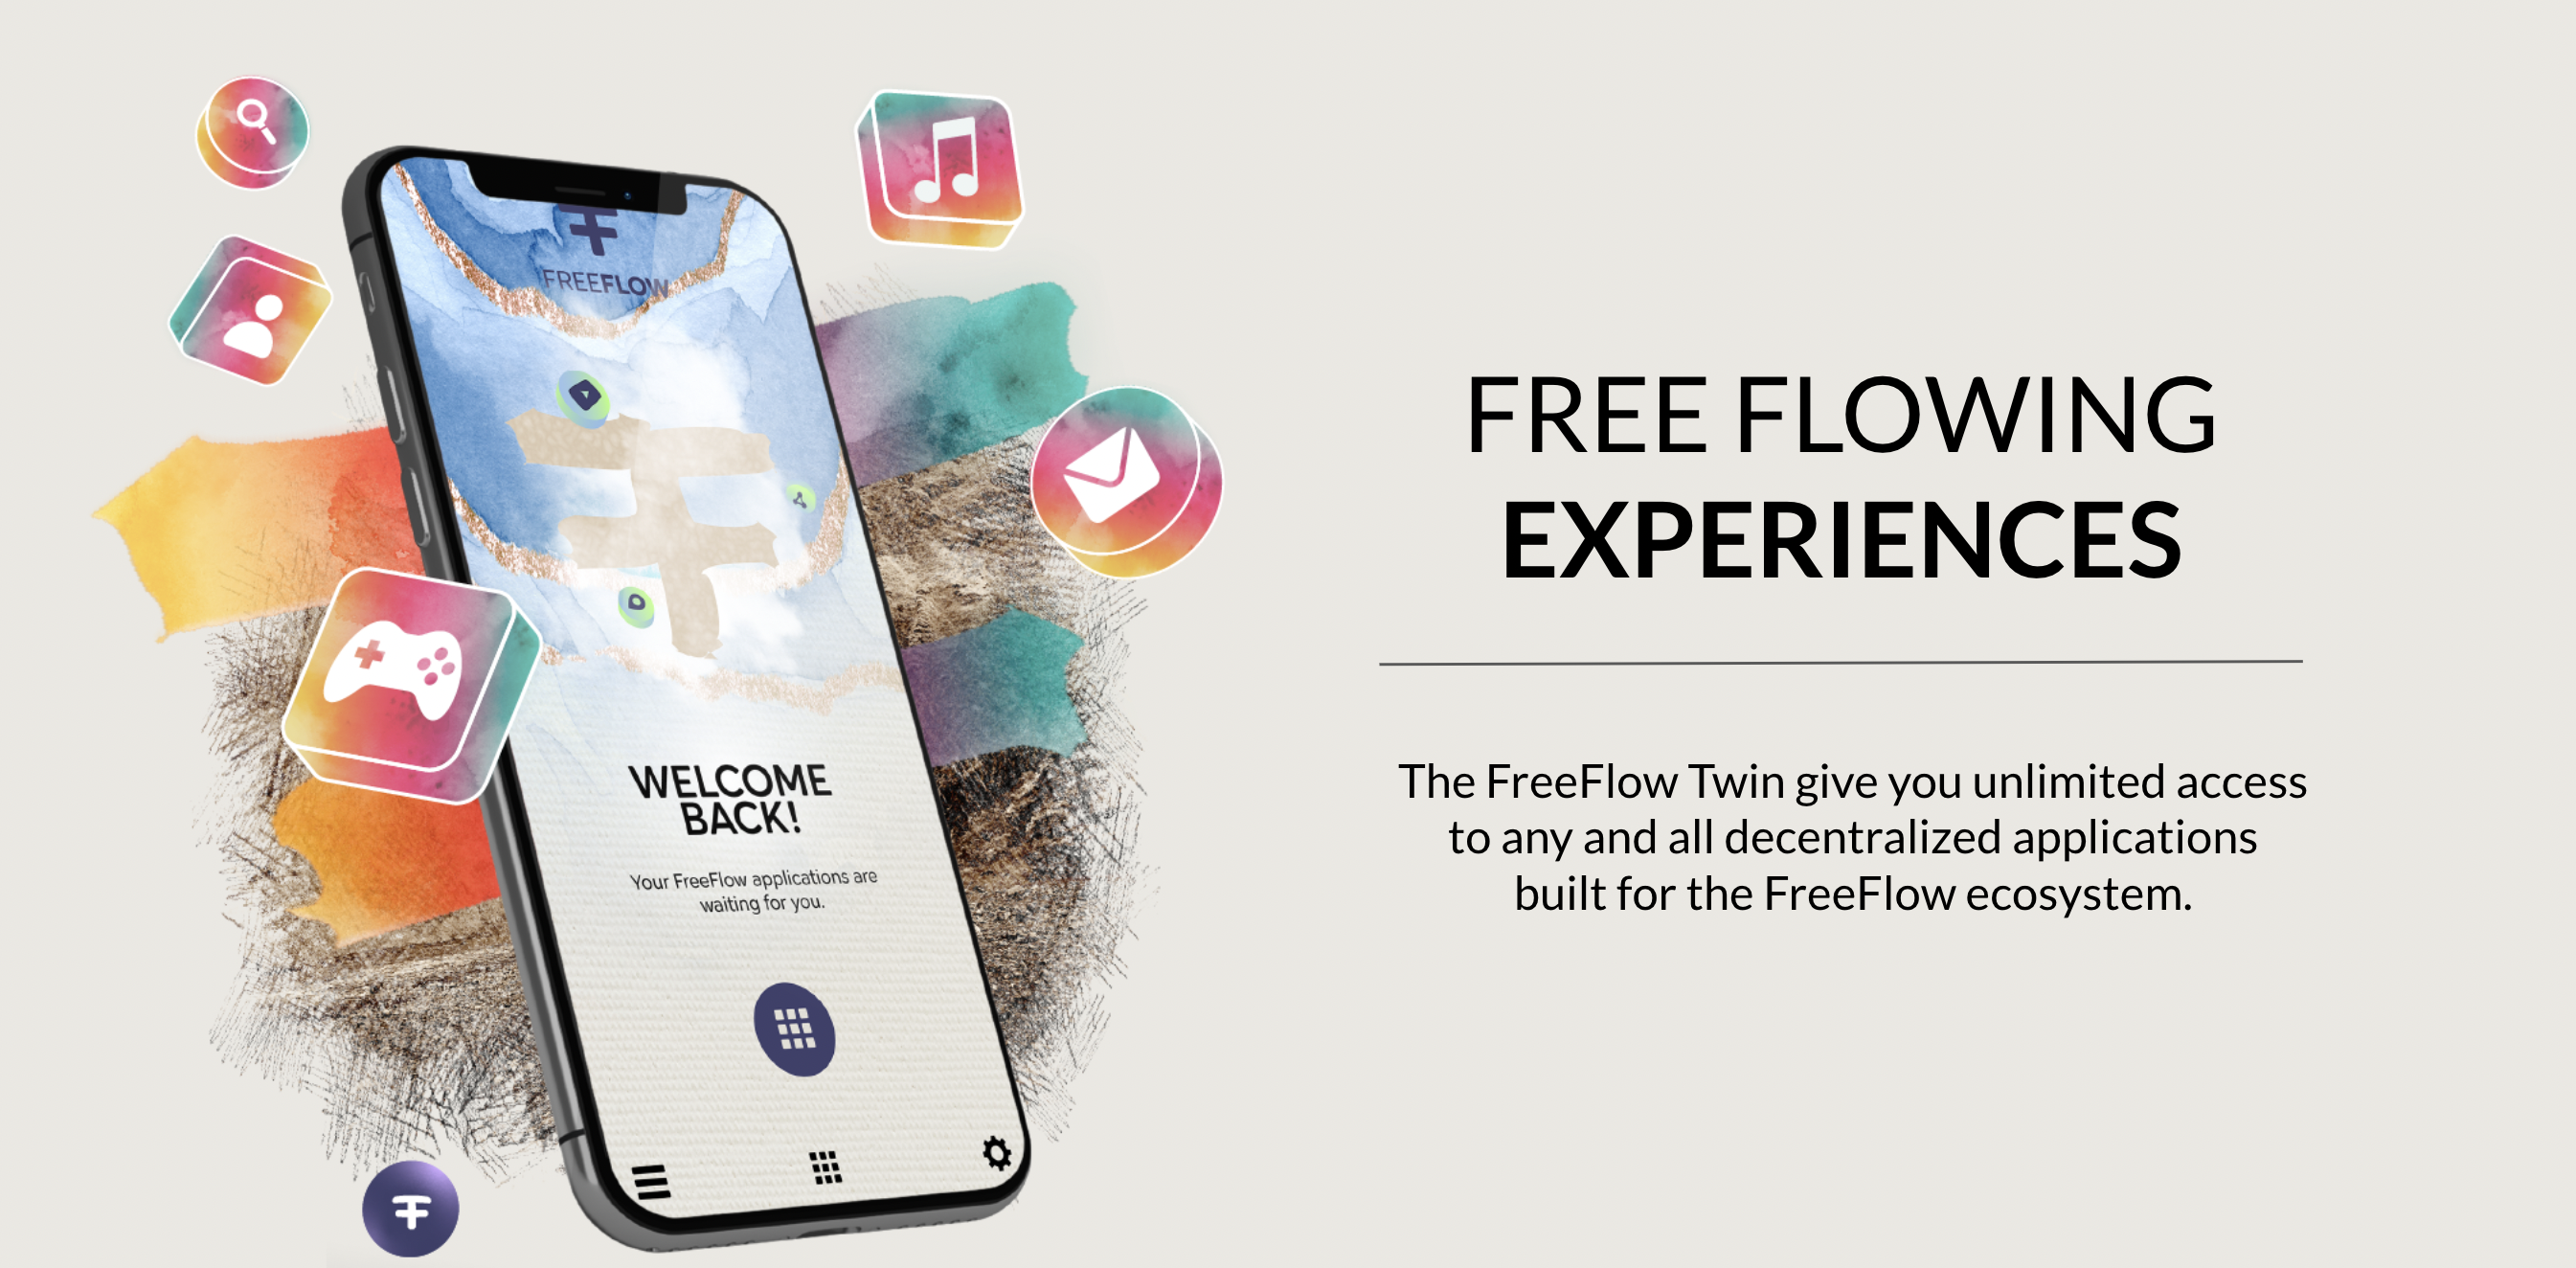 FREEFLOW
WELCOME
BACK!
Your FreeFlow applications are
waiting for you.
FREE FLOWING
EXPERIENCES
The FreeFlow Twin give you unlimited access
to any and all decentralized applications
built for the FreeFlow ecosystem.